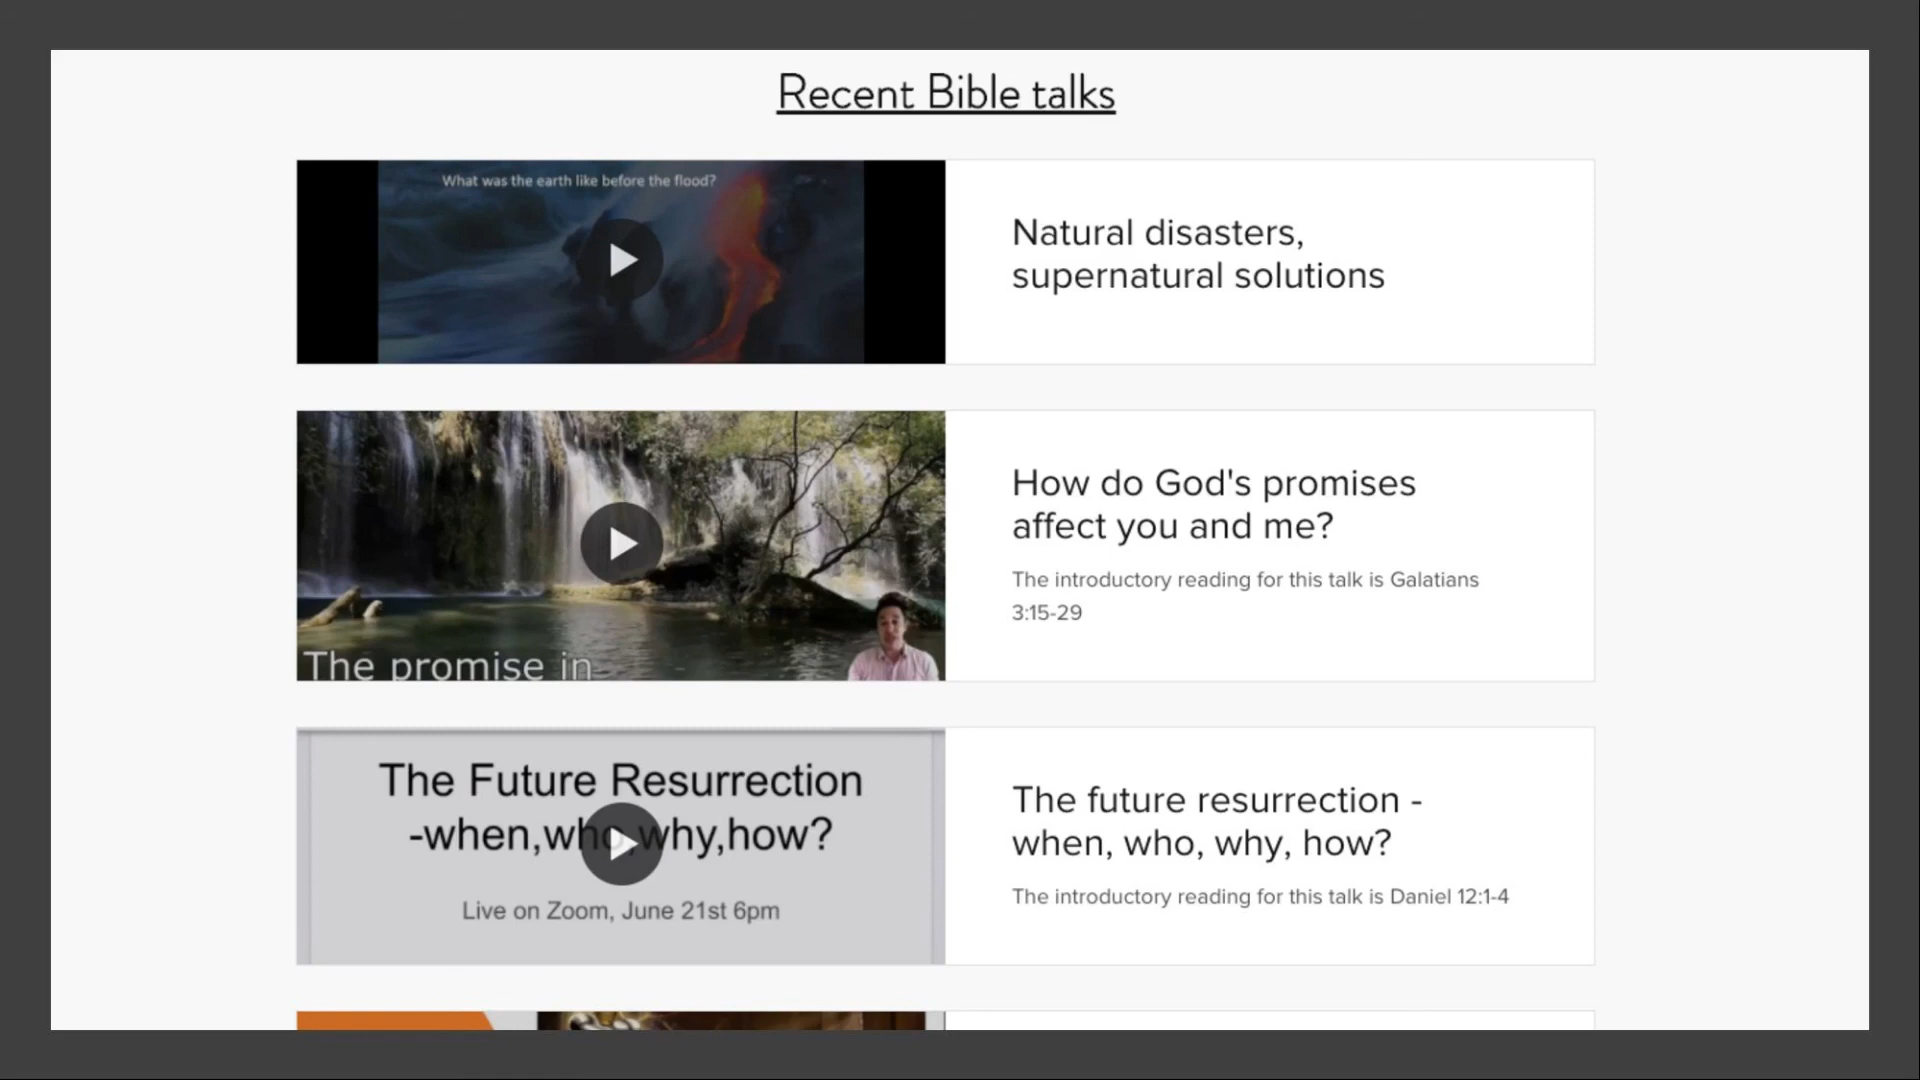 Recent Bible talks
What was the earth like before the flood?
Natural disasters,
supernatural solutions
The promise in
How do God's promises
affect you and me?
The introductory reading for this talk is Galatians
3:15-29
The Future Resurrection
-when,who,why,how?
Live on Zoom, June 21st 6pm
The future resurrection -
when, who, why, how?
The introductory reading for this talk is Daniel 12:1-4